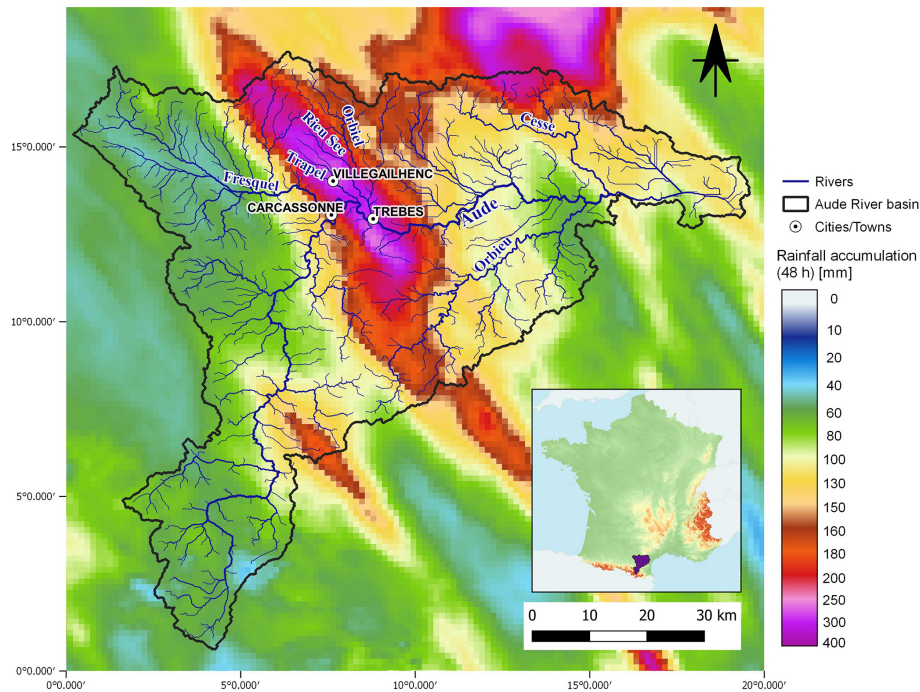 Orbiel
Rieu Sec
Trapel
Cesse
Fresquel
VILLEGAILHENC
CARCASSONNE
TREBES
Aude
Orbieu
15°0.000′
10°0.000′
5°0.000′
0°0.000′
0°0.000′
5°0.000′
10°0.000′
15°0.000′
20°0.000′
0 10 20 30 km
Rivers
Aude River basin
Cities/Towns
Rainfall accumulation
(48 h) [mm]
0
10
20
40
60
80
100
130
150
160
180
200
250
300
400